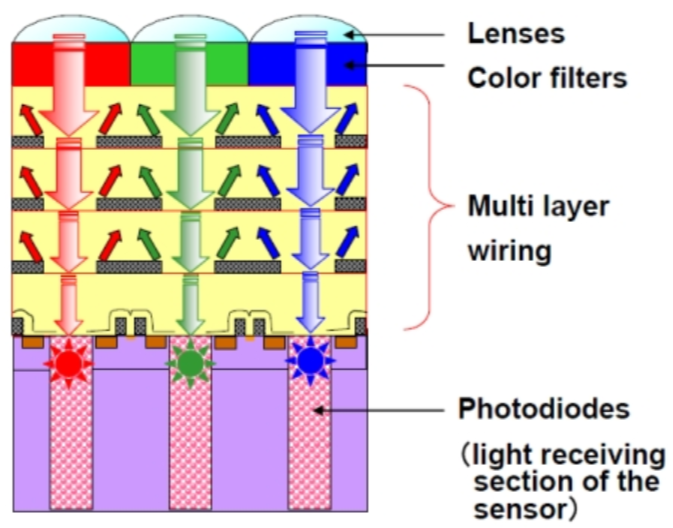 Lenses
Color filters
Multi layer
wiring
Photodiodes
(light receiving
section of the
sensor)